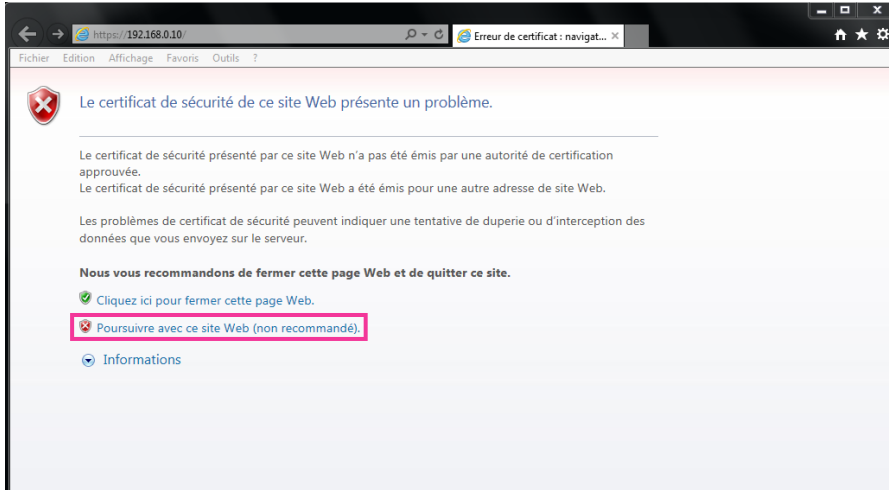 https://192.168.0.10/
Erreur de certificat : navigat...
Fichier Edition Affichage Favoris Outils ?
Le certificat de sécurité de ce site Web présente un problème.
Le certificat de sécurité présenté par ce site Web n'a pas été émis par une autorité de certification
approuvée.
Le certificat de sécurité présenté par ce site Web a été émis pour une autre adresse de site Web.
Les problèmes de certificat de sécurité peuvent indiquer une tentative de duperie ou d'interception des
données que vous envoyez sur le serveur.
Nous vous recommandons de fermer cette page Web et de quitter ce site.
Cliquez ici pour fermer cette page Web.
Poursuivre avec ce site Web (non recommandé).
Informations